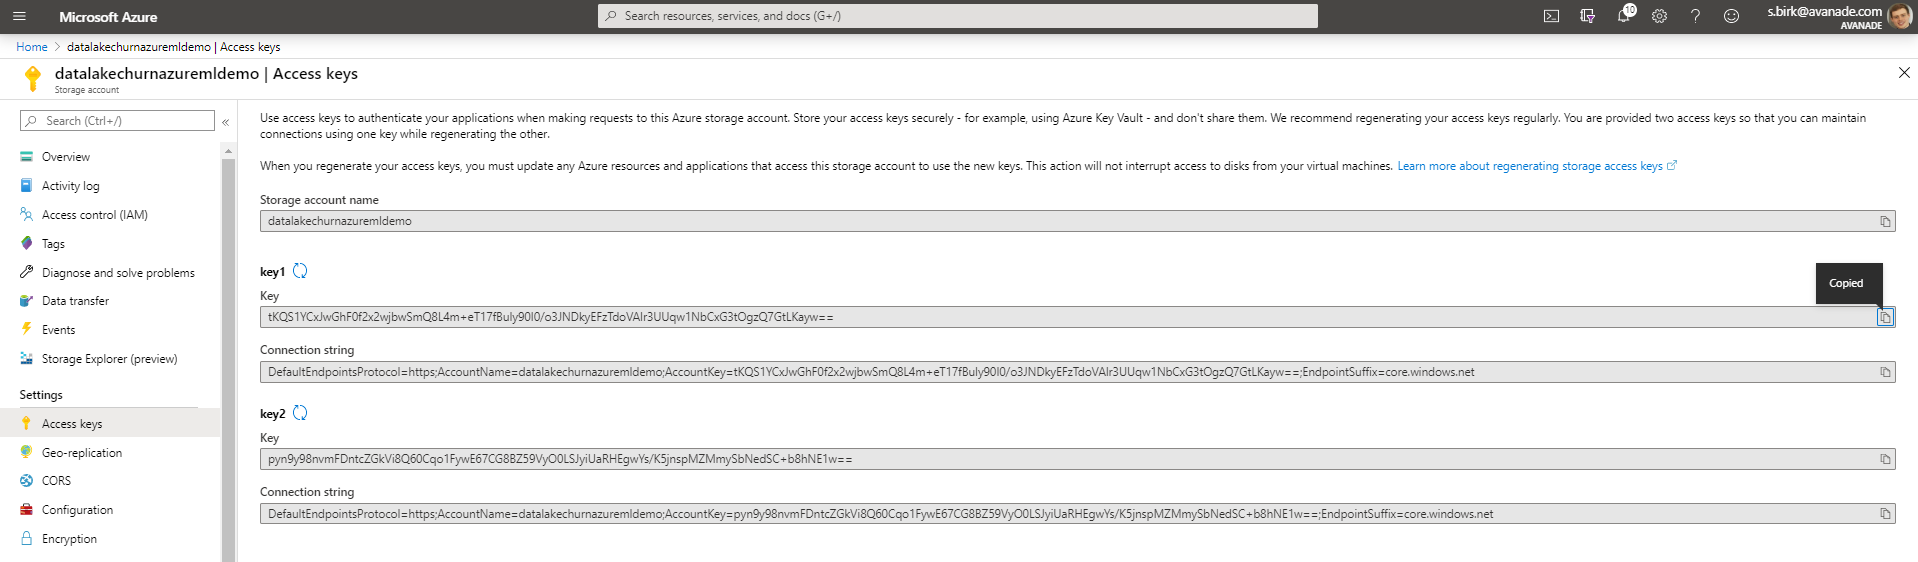 Microsoft Azure
Search resources, services, and docs (G+/)
10
s.birk@avanade.com
AVANADE
Home > datalakechurnazuremldemo | Access keys
datalakechurnazuremldemo | Access keys
Storage account
Search (Ctrl+/)
«
Overview
Activity log
Access control (IAM)
Tags
Diagnose and solve problems
Data transfer
Events
Storage Explorer (preview)
Settings
Access keys
Geo-replication
CORS
Configuration
Encryption
Use access keys to authenticate your applications when making requests to this Azure storage account. Store your access keys securely - for example, using Azure Key Vault - and don't share them. We recommend regenerating your access keys regularly. You are provided two access keys so that you can maintain
connections using one key while regenerating the other.
When you regenerate your access keys, you must update any Azure resources and applications that access this storage account to use the new keys. This action will not interrupt access to disks from your virtual machines. Learn more about regenerating storage access keys
Storage account name
datalakechurnazuremldemo
key1
Copied
Key
Connection string
DefaultEndpointsProtocol=https;AccountName=datalakechurnazuremldemo;AccountKey= ;EndpointSuffix=core.windows.net
key2
Key
pyn9y98nvmFDntcZGkVi8Q60Cqo1FywE67CG8BZ59VyO0LSJyiUaRHEgwYs/K5jnspMZMmySbNedSC+b8hNE1w==
Connection string
DefaultEndpointsProtocol=https;AccountName=datalakechurnazuremldemo;AccountKey=pyn9y98nvmFDntcZGkVi8Q60Cqo1FywE67CG8BZ59VyO0LSJyiUaRHEgwYs/K5jnspMZMmySbNedSC+b8hNE1w==;EndpointSuffix=core.windows.net